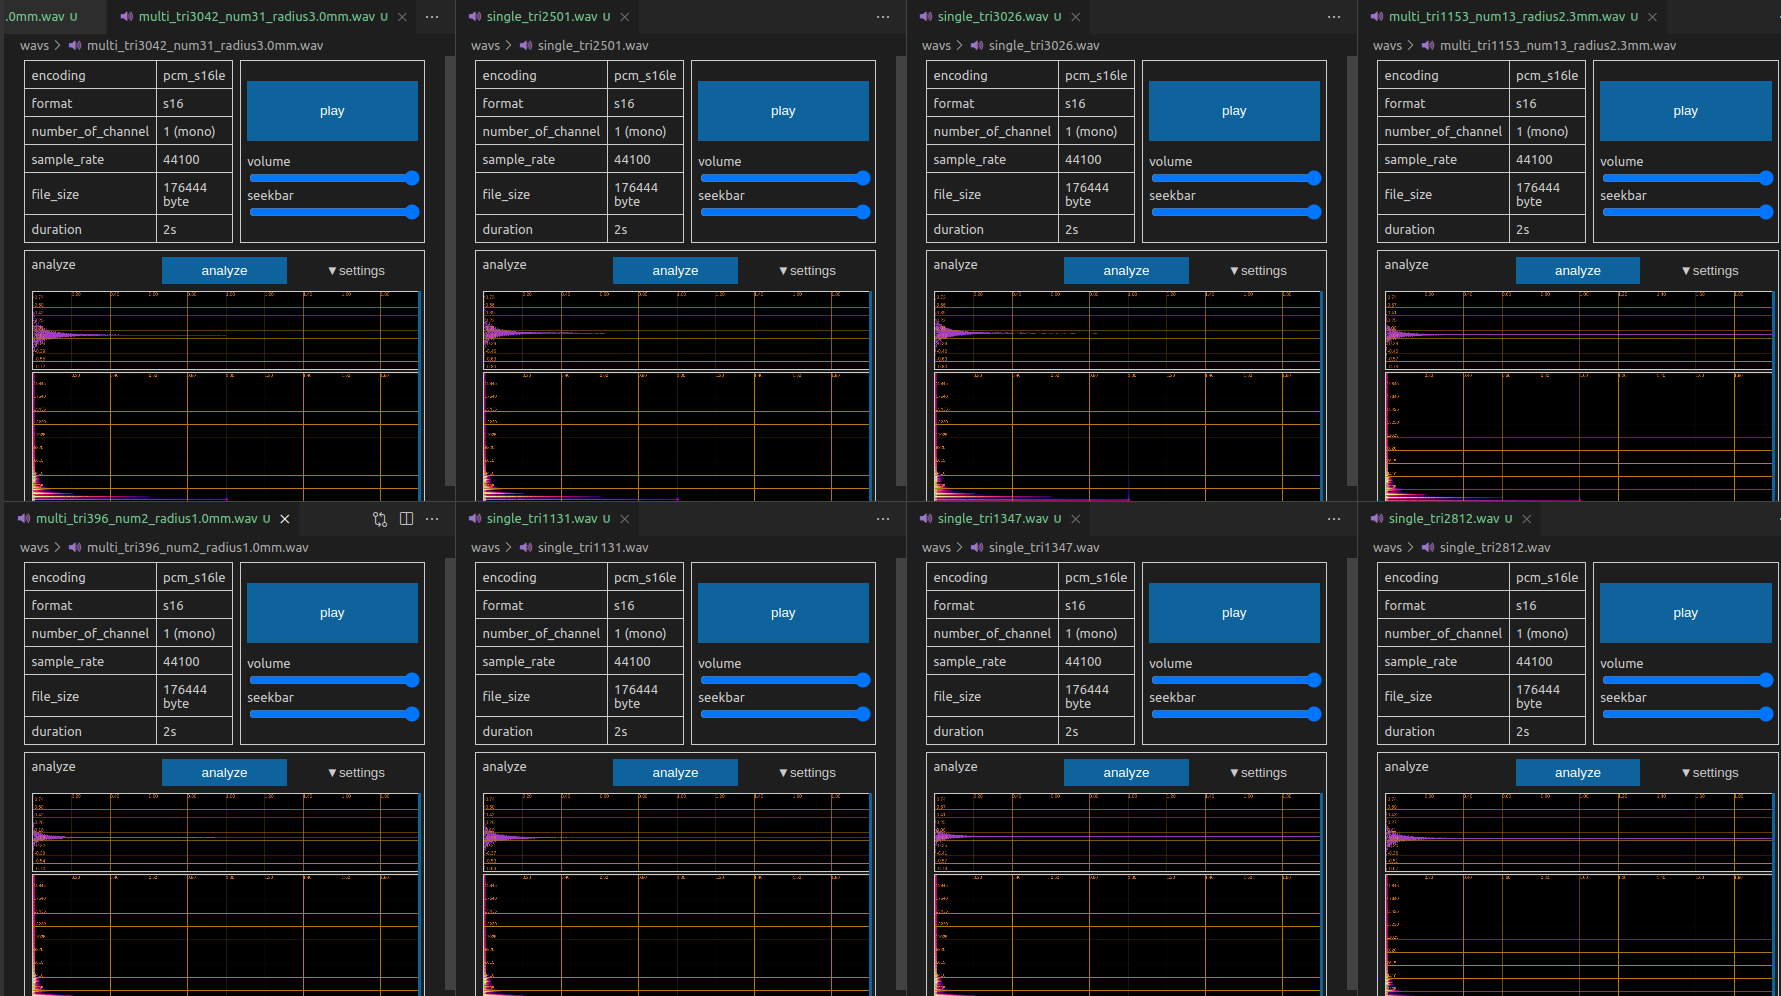 .0mm.wav U
multi_tri3042_num31_radius3.0mm.wav U
wavs > multi_tri3042_num31_radius3.0mm.wav
encoding pcm_s16le
format s16
number_of_channel 1 (mono)
sample_rate 44100
file_size 176444 byte
duration 2s
play
volume
seekbar
analyze
analyze
▼settings
single_tri2501.wav U
wavs > single_tri2501.wav
encoding pcm_s16le
format s16
number_of_channel 1 (mono)
sample_rate 44100
file_size 176444 byte
duration 2s
play
volume
seekbar
analyze
analyze
▼settings
single_tri3026.wav U
wavs > single_tri3026.wav
encoding pcm_s16le
format s16
number_of_channel 1 (mono)
sample_rate 44100
file_size 176444 byte
duration 2s
play
volume
seekbar
analyze
analyze
▼settings
multi_tri1153_num13_radius2.3mm.wav U
wavs > multi_tri1153_num13_radius2.3mm.wav
encoding pcm_s16le
format s16
number_of_channel 1 (mono)
sample_rate 44100
file_size 176444 byte
duration 2s
play
volume
seekbar
analyze
analyze
▼settings
multi_tri396_num2_radius1.0mm.wav U
wavs > multi_tri396_num2_radius1.0mm.wav
encoding pcm_s16le
format s16
number_of_channel 1 (mono)
sample_rate 44100
file_size 176444 byte
duration 2s
play
volume
seekbar
analyze
analyze
▼settings
single_tri1131.wav U
wavs > single_tri1131.wav
encoding pcm_s16le
format s16
number_of_channel 1 (mono)
sample_rate 44100
file_size 176444 byte
duration 2s
play
volume
seekbar
analyze
analyze
▼settings
single_tri1347.wav U
wavs > single_tri1347.wav
encoding pcm_s16le
format s16
number_of_channel 1 (mono)
sample_rate 44100
file_size 176444 byte
duration 2s
play
volume
seekbar
analyze
analyze
▼settings
single_tri2812.wav U
wavs > single_tri2812.wav
encoding pcm_s16le
format s16
number_of_channel 1 (mono)
sample_rate 44100
file_size 176444 byte
duration 2s
play
volume
seekbar
analyze
analyze
▼settings